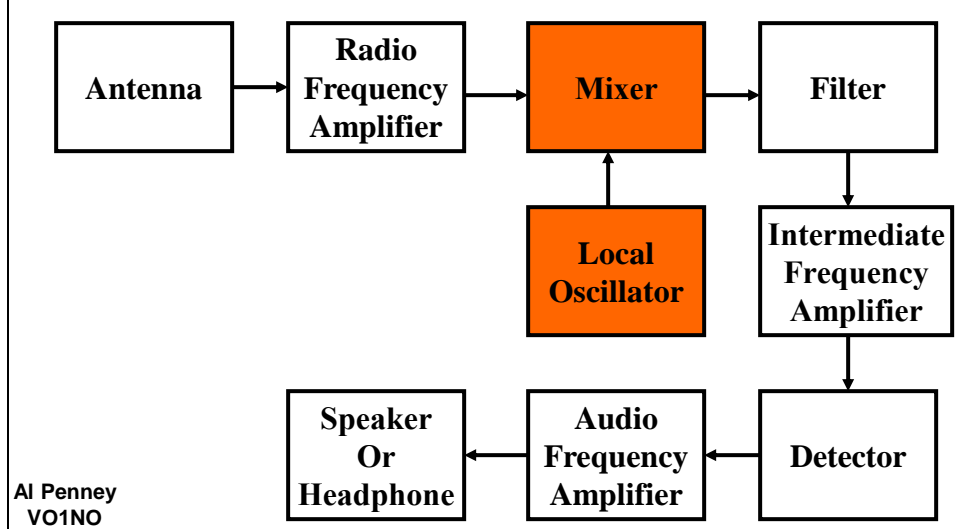 Antenna
Radio
Frequency
Amplifier
Mixer
Filter
Local
Oscillator
Intermediate
Frequency
Amplifier
Speaker
Or
Headphone
Audio
Frequency
Amplifier
Detector
Al Penney
VO1NO